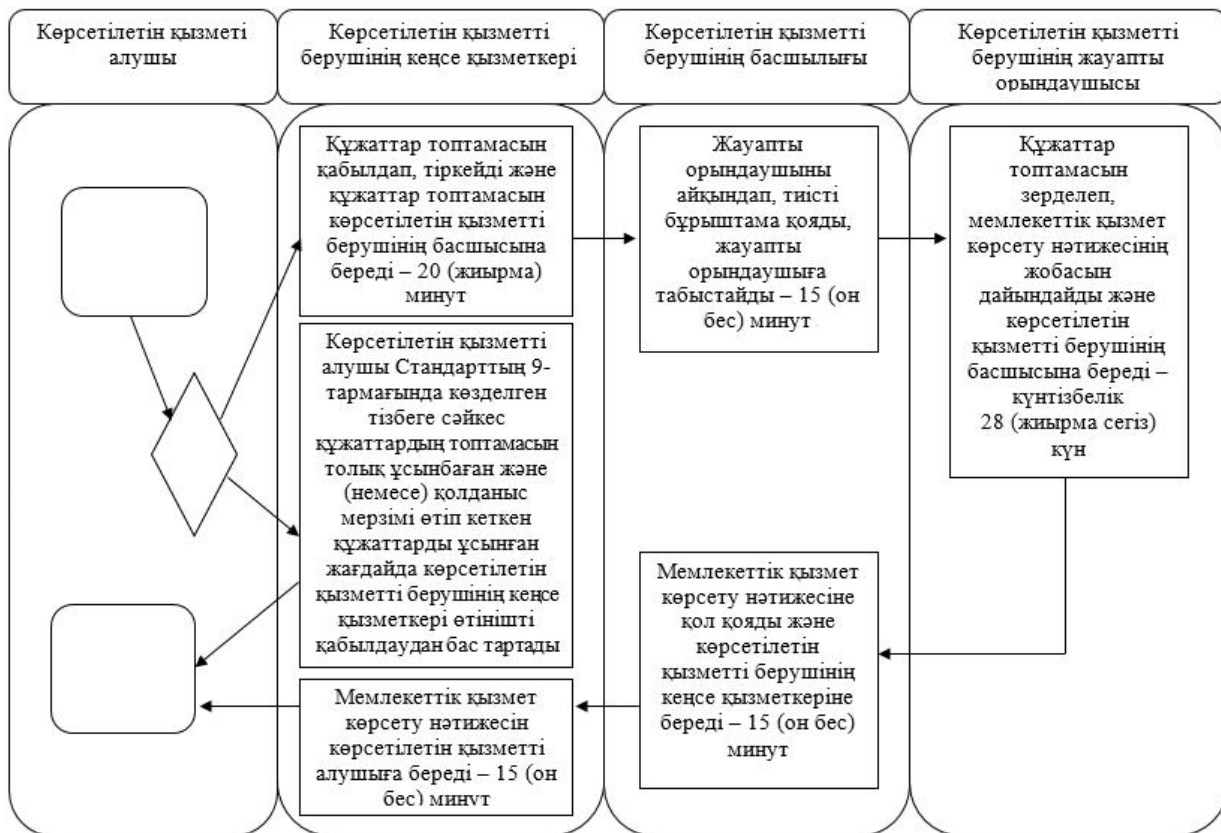 Көрсетілетін қызметі
алушы
Көрсетілетін қызметті
берушінің кеңсе қызметкері
Көрсетілетін қызметті
берушінің басшылығы
Көрсетілетін қызметті
берушінің жауапты
орындаушысы
Құжаттар топтамасын
қабылдап, тіркейді және
құжаттар топтамасын
көрсетілетін қызметті
берушінің басшысына
береді – 20 (жиырма)
минут
Жауапты
орындаушыны
айқындап, тиісті
бұрыштама қояды,
жауапты
орындаушыға
табыстайды – 15 (он
бес) минут
Құжаттар
топтамасын
зерделеп,
мемлекеттік қызмет
көрсету нәтижесінің
жобасын
дайындайды және
көрсетілетін
қызметті берушінің
басшысына береді –
күнтізбелік
28 (жиырма сегіз)
күн
Көрсетілетін қызметті
алушы Стандарттың 9-
тармағында көзделген
тізбеге сәйкес
құжаттардың топтамасын
толық ұсынбаған және
(немесе) қолданыс
мерзімі өтіп кеткен
құжаттарды ұсынған
жағдайда көрсетілетін
қызметті берушінің кеңсе
қызметкері өтінішті
қабылдаудан бас тартады
Мемлекеттік қызмет
көрсету нәтижесіне
қол қояды және
көрсетілетін
қызметті берушінің
кеңсе қызметкеріне
береді – 15 (он бес)
минут
Мемлекеттік қызмет
көрсету нәтижесін
көрсетілетін қызметті
алушыға береді – 15 (он
бес) минут